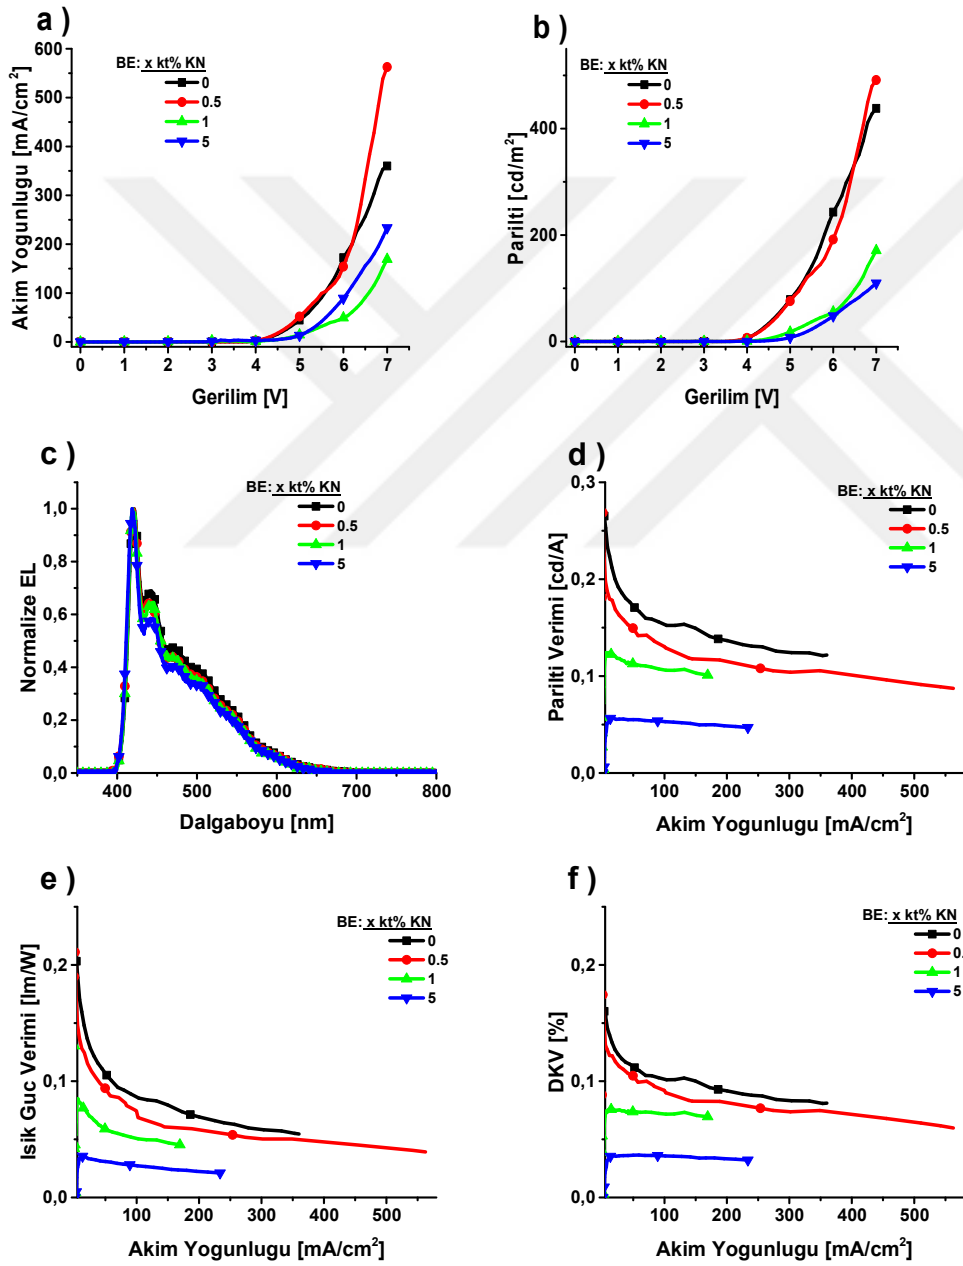 a )
BE: x kt% KN
0
0.5
1
5
Akim Yogunlugu [mA/cm²]
600
500
400
300
200
100
0
0 1 2 3 4 5 6 7
Gerilim [V]
b )
BE: x kt% KN
0
0.5
1
5
Parilti [cd/m²]
400
200
0
0 1 2 3 4 5 6 7
Gerilim [V]
c )
BE: x kt% KN
0
0.5
1
5
Normalize EL
1,0
0,8
0,6
0,4
0,2
0,0
400 500 600 700 800
Dalgaboyu [nm]
d )
BE: x kt% KN
0
0.5
1
5
Parilti Verimi [cd/A]
0,3
0,2
0,1
0,0
100 200 300 400 500
Akim Yogunlugu [mA/cm²]
e )
BE: x kt% KN
0
0.5
1
5
Isik Guc Verimi [lm/W]
0,2
0,1
0,0
100 200 300 400 500
Akim Yogunlugu [mA/cm²]
f )
BE: x kt% KN
0
0.
1
5
DKV [%]
0,2
0,1
0,0
100 200 300 400 500
Akim Yogunlugu [mA/cm²]